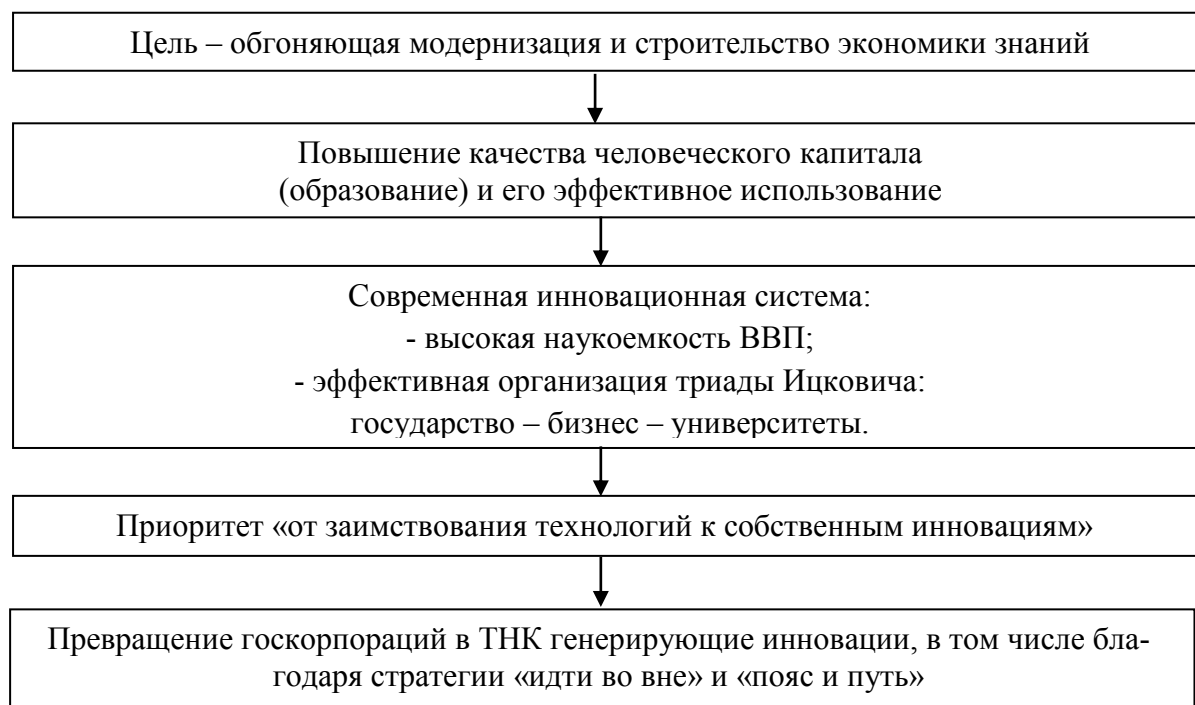 Цель – обгоняющая модернизация и строительство экономики знаний
Повышение качества человеческого капитала
(образование) и его эффективное использование
Современная инновационная система:
- высокая наукоемкость ВВП;
- эффективная организация триады Ицковича:
государство – бизнес – университеты.
Приоритет «от заимствования технологий к собственным инновациям»
Превращение госкорпораций в ТНК генерирующие инновации, в том числе бла-
годаря стратегии «идти во вне» и «пояс и путь»